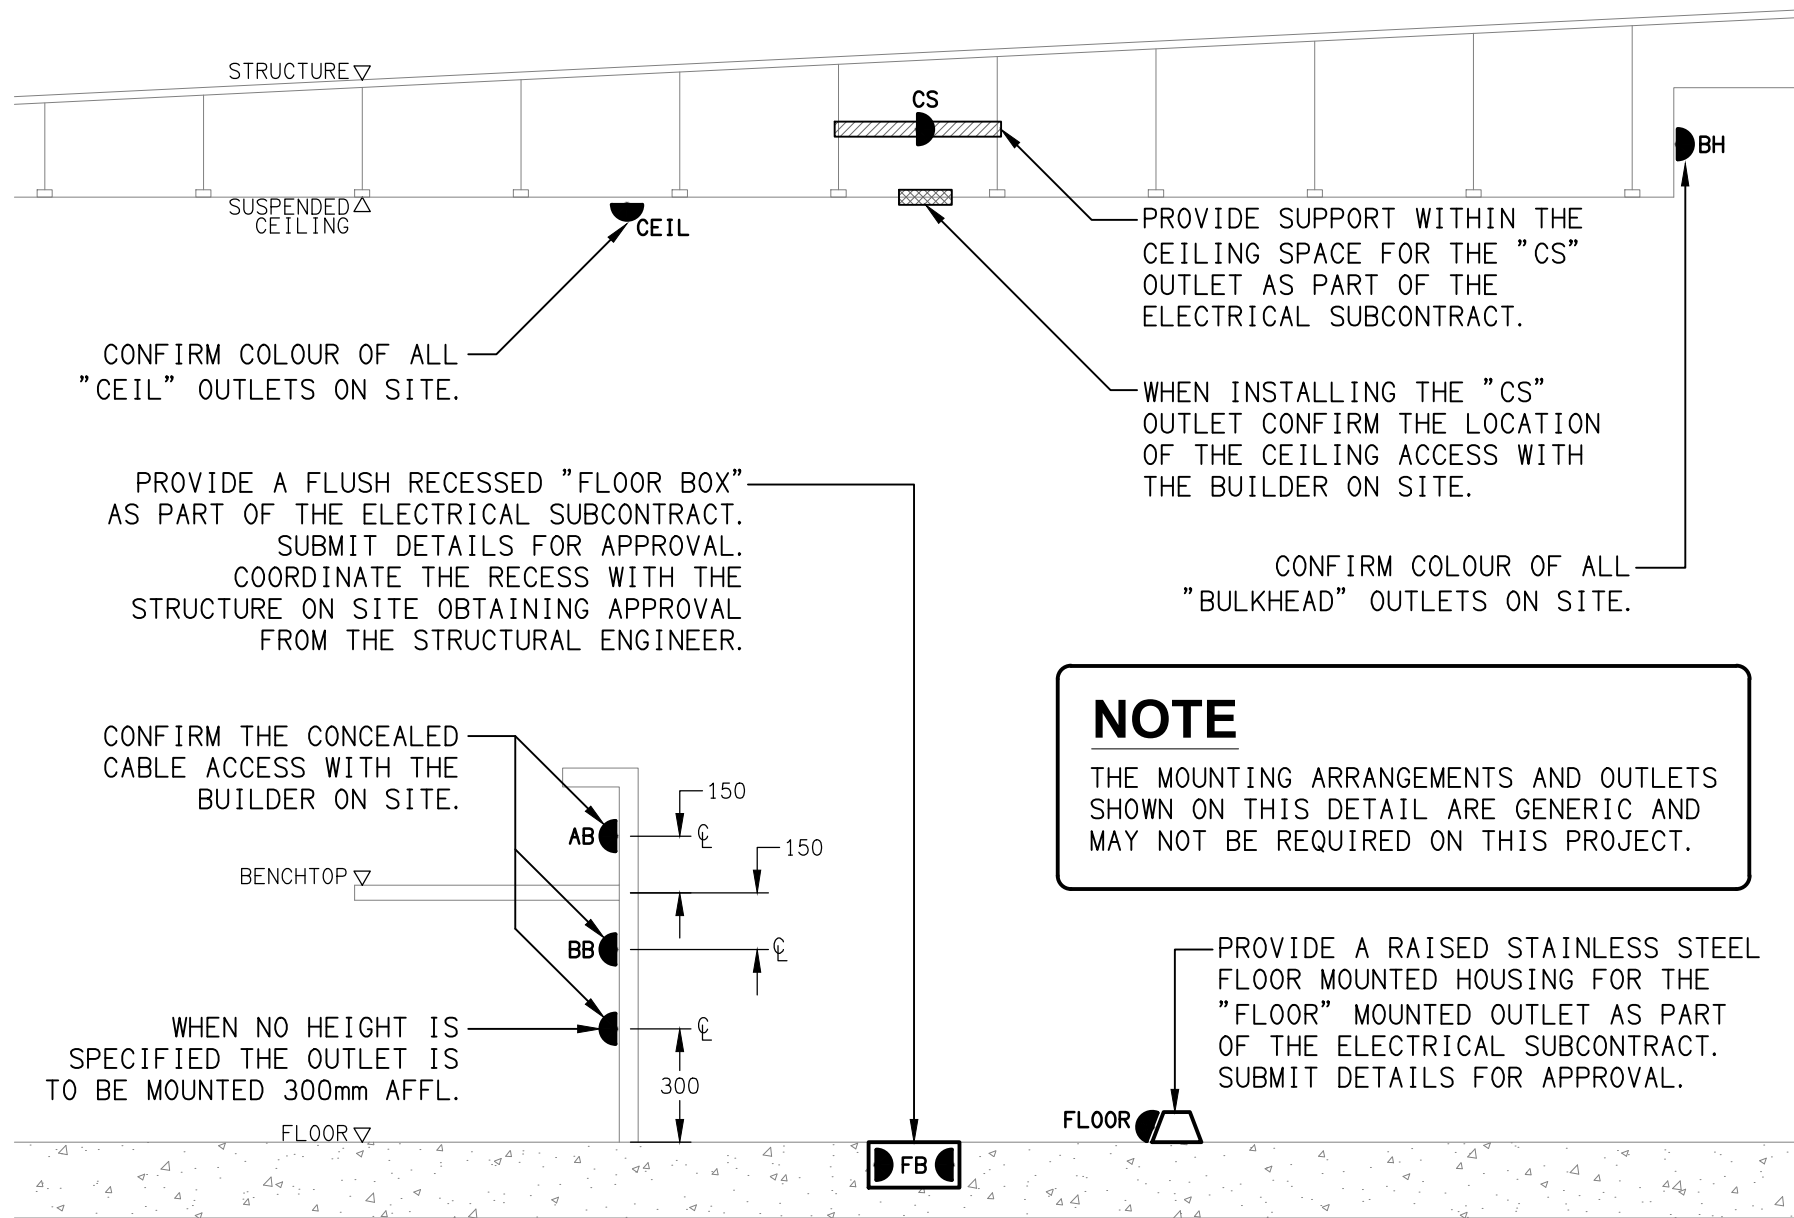 STRUCTURE
CS
BH
SUSPENDED
CEILING
CEIL
PROVIDE SUPPORT WITHIN THE
CEILING SPACE FOR THE "CS"
OUTLET AS PART OF THE
ELECTRICAL SUBCONTRACT.
CONFIRM COLOUR OF ALL
"CEIL" OUTLETS ON SITE.
WHEN INSTALLING THE "CS"
OUTLET CONFIRM THE LOCATION
OF THE CEILING ACCESS WITH
THE BUILDER ON SITE.
PROVIDE A FLUSH RECESSED "FLOOR BOX"
AS PART OF THE ELECTRICAL SUBCONTRACT.
SUBMIT DETAILS FOR APPROVAL.
COORDINATE THE RECESS WITH THE
STRUCTURE ON SITE OBTAINING APPROVAL
FROM THE STRUCTURAL ENGINEER.
CONFIRM COLOUR OF ALL
"BULKHEAD" OUTLETS ON SITE.
NOTE
THE MOUNTING ARRANGEMENTS AND OUTLETS
SHOWN ON THIS DETAIL ARE GENERIC AND
MAY NOT BE REQUIRED ON THIS PROJECT.
CONFIRM THE CONCEALED
CABLE ACCESS WITH THE
BUILDER ON SITE.
150
AB
℄
150
BENCHTOP
BB
℄
WHEN NO HEIGHT IS
SPECIFIED THE OUTLET IS
TO BE MOUNTED 300mm AFFL.
℄
300
PROVIDE A RAISED STAINLESS STEEL
FLOOR MOUNTED HOUSING FOR THE
"FLOOR" MOUNTED OUTLET AS PART
OF THE ELECTRICAL SUBCONTRACT.
SUBMIT DETAILS FOR APPROVAL.
FLOOR
FLOOR
FB